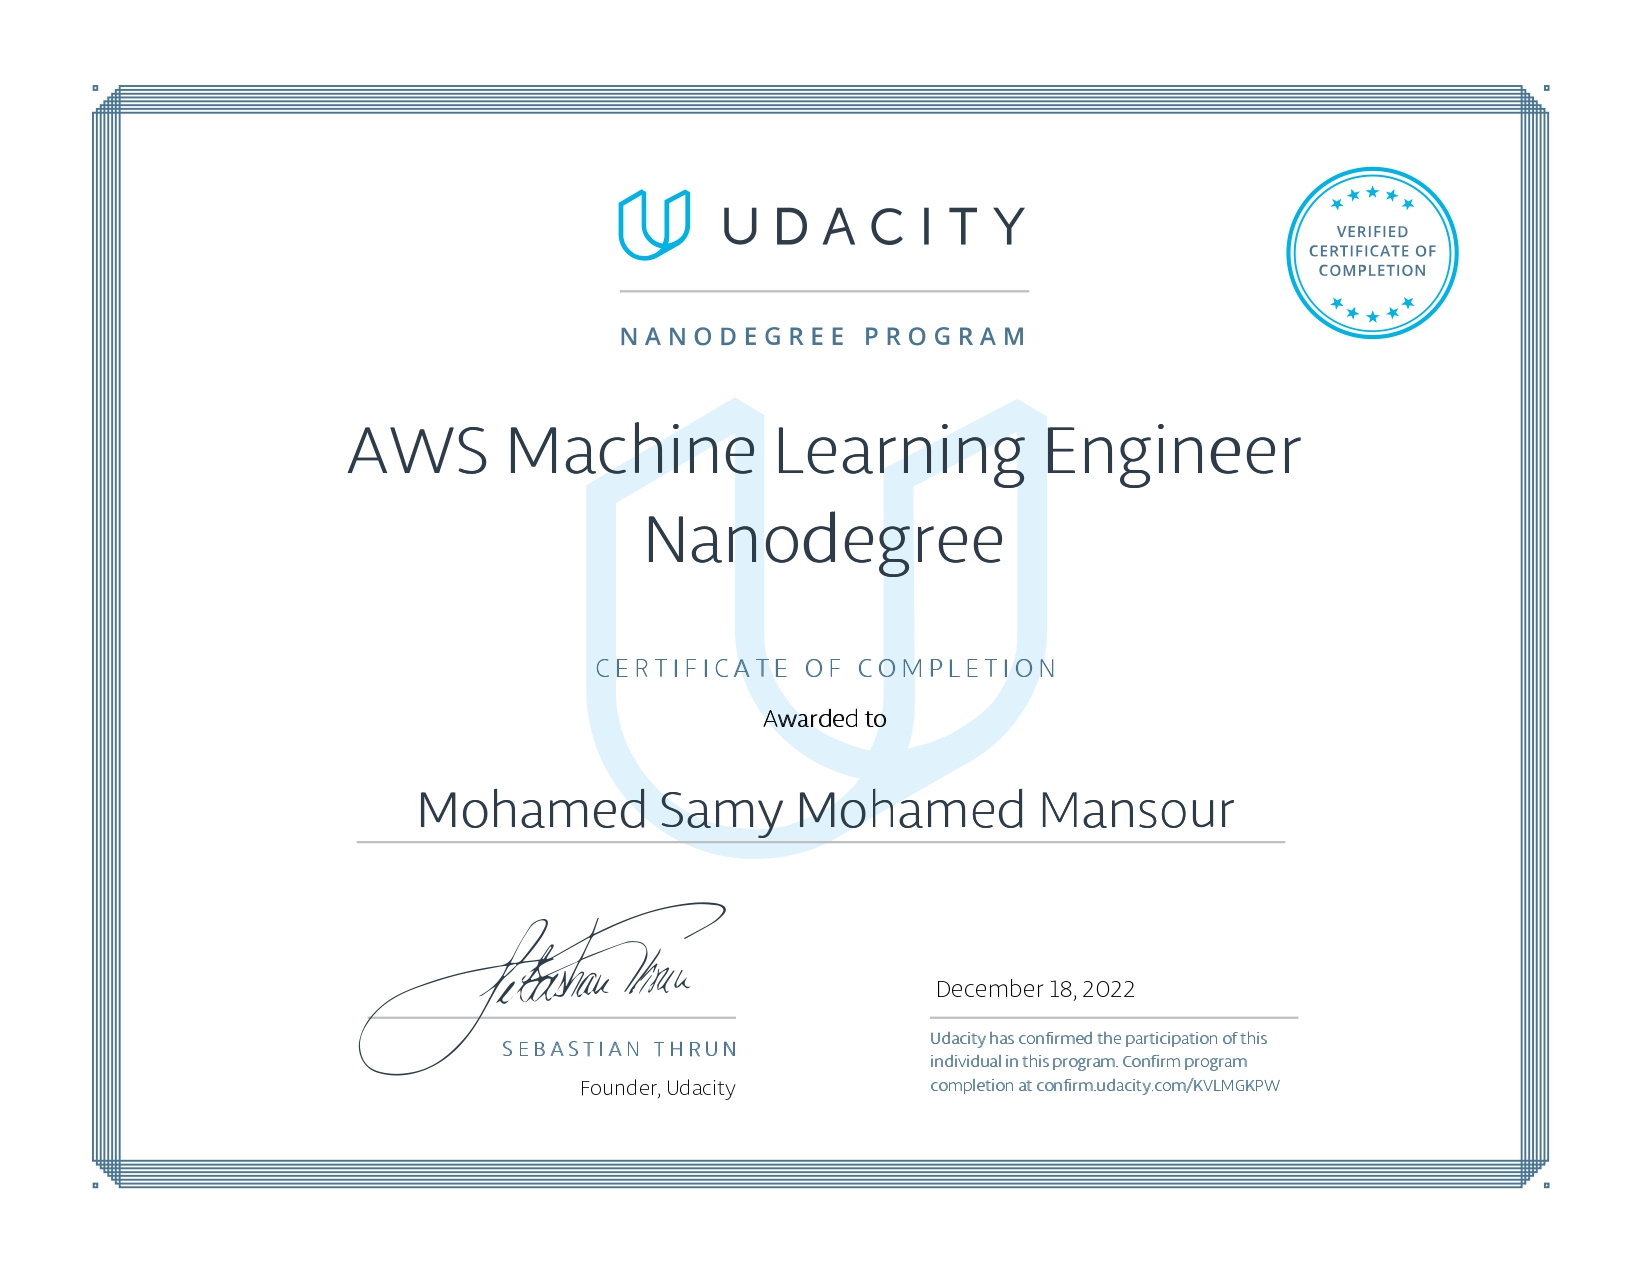 UDACITY
VERIFIED
CERTIFICATE OF
COMPLETION
NANODEGREE PROGRAM
AWS Machine Learning Engineer
Nanodegree
CERTIFICATE OF COMPLETION
Awarded to
Mohamed Samy Mohamed Mansour
Sebastian Thrun
December 18, 2022
SEBASTIAN THRUN
Founder, Udacity
Udacity has confirmed the participation of this
individual in this program. Confirm program
completion at confirm.udacity.com/KVLMGKPW